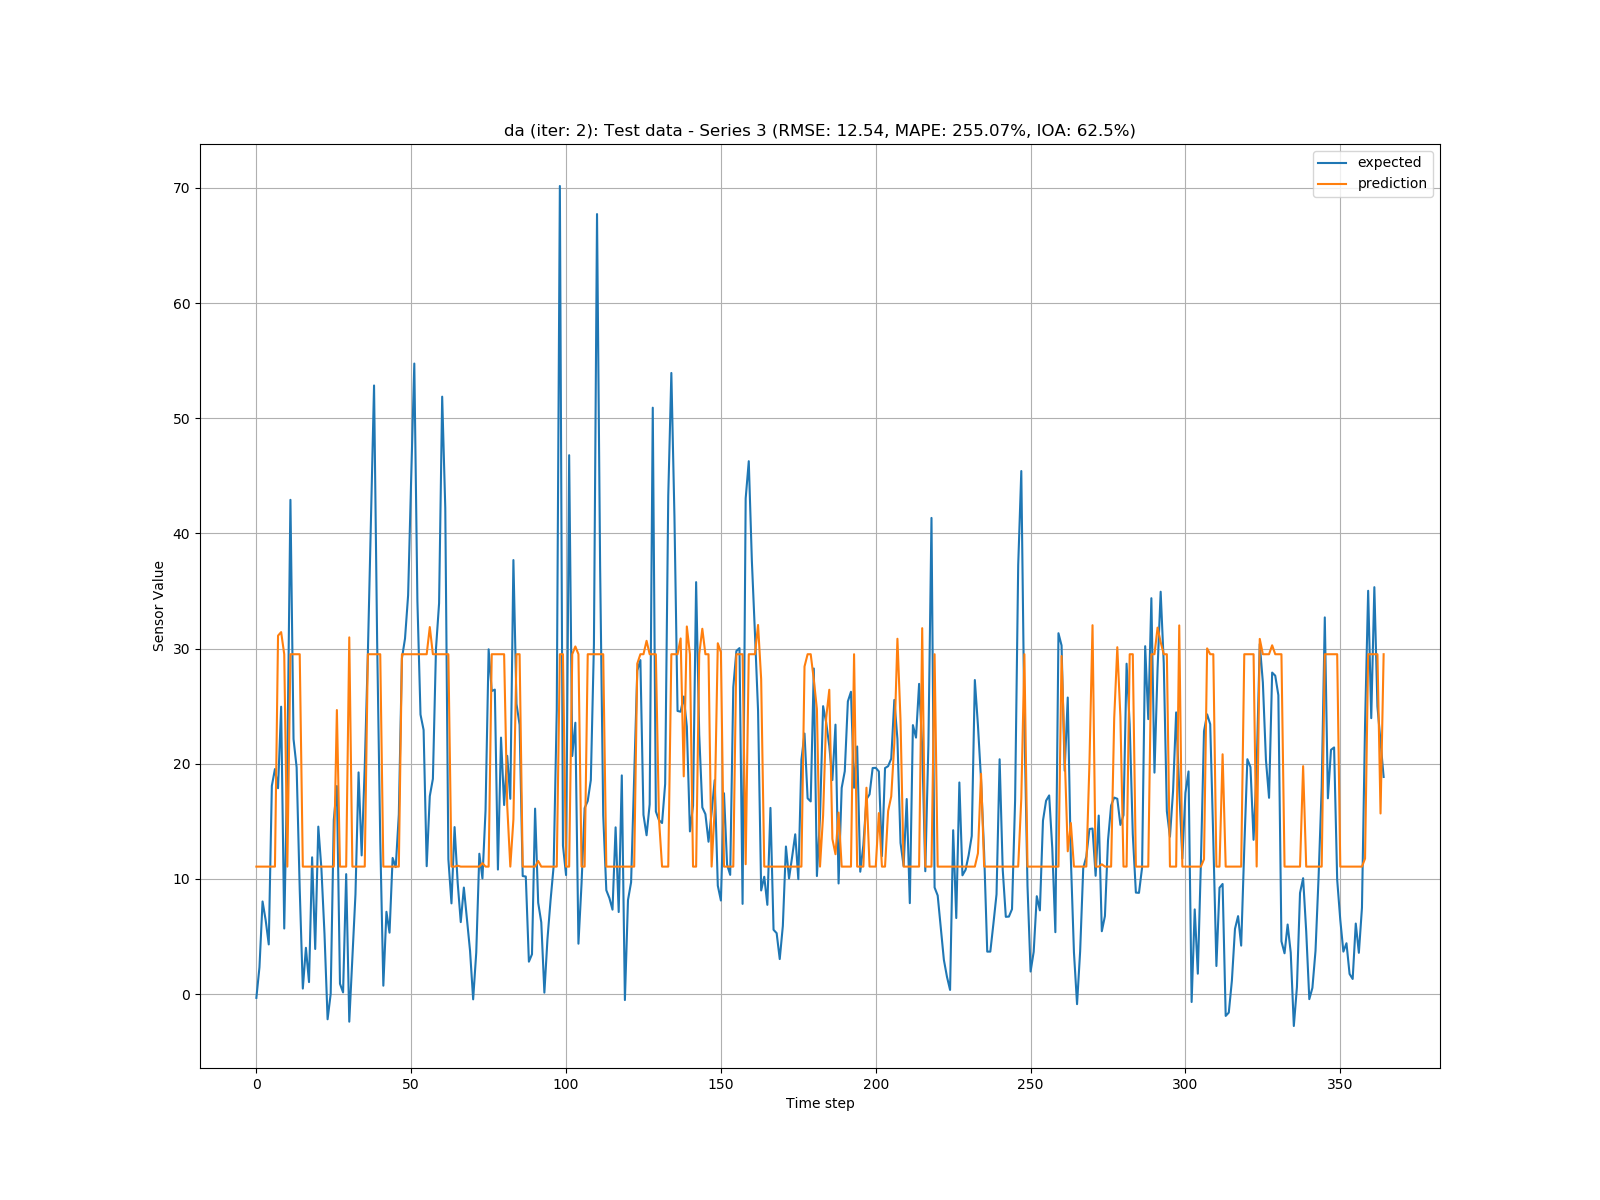 da (iter: 2): Test data - Series 3 (RMSE: 12.54, MAPE: 255.07%, IOA: 62.5%)
expected
prediction
70
60
50
40
30
20
10
0
Sensor Value
0 50 100 150 200 250 300 350
Time step